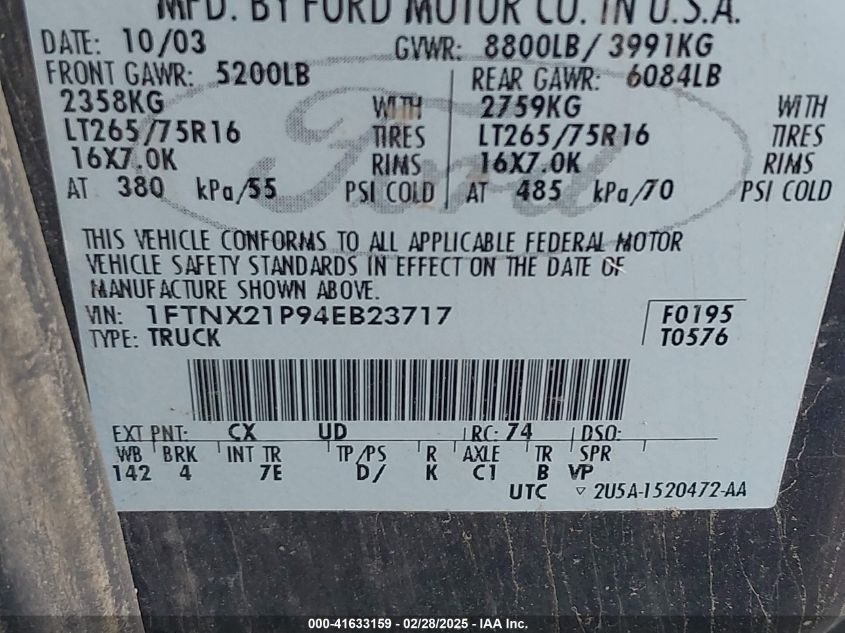 MFD. BY FORD MOTOR CO. IN U.S.A.
DATE: 10/03 GVWR: 8800LB/ 3991KG
FRONT GAWR: 5200LB REAR GAWR: 6084LB
2358KG WITH 2759KG WITH
LT265/75R16 TIRES LT265/75R16 TIRES
16X7.0K RIMS 16X7.0K RIMS
AT 380 kPa/55 PSI COLD AT 485 kPa/70 PSI COLD
Ford
THIS VEHICLE CONFORMS TO ALL APPLICABLE FEDERAL MOTOR
VEHICLE SAFETY STANDARDS IN EFFECT ON THE DATE OF
MANUFACTURE SHOWN ABOVE.
VIN: 1FTNX21P94EB23717 F0195
TYPE: TRUCK T0576
EXT PNT: CX UD RC: 74 DSO:
WB BRK INT TR TP/PS R AXLE TR SPR
142 4 7E D/ K C1 B VP
UTC ▽ 2U5A-1520472-AA
000-41633159 - 02/28/2025 - IAA Inc.